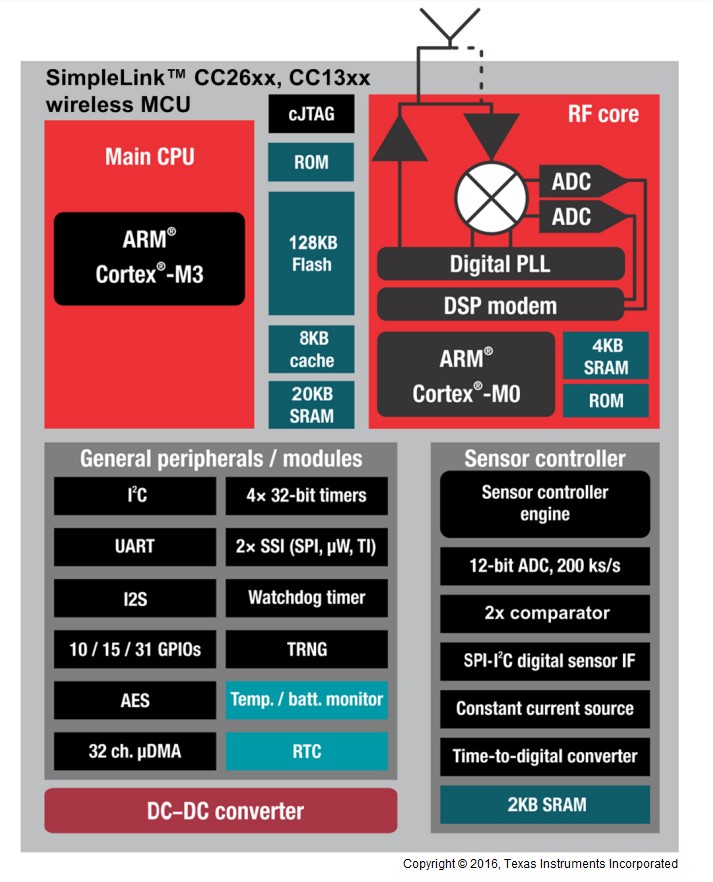 SimpleLink™ CC26xx, CC13xx
wireless MCU
cJTAG
RF core
Main CPU
ROM
ADC
ADC
ARM®
Cortex®-M3
128KB
Flash
Digital PLL
DSP modem
8KB
cache
ARM®
Cortex®-M0
4KB
SRAM
20KB
SRAM
ROM
General peripherals / modules
I²C
4× 32-bit timers
UART
2× SSI (SPI, µW, TI)
I2S
Watchdog timer
10 / 15 / 31 GPIOs
TRNG
AES
Temp. / batt. monitor
32 ch. µDMA
RTC
DC–DC converter
Sensor controller
Sensor controller
engine
12-bit ADC, 200 ks/s
2x comparator
SPI-I²C digital sensor IF
Constant current source
Time-to-digital converter
2KB SRAM
Copyright © 2016, Texas Instruments Incorporated